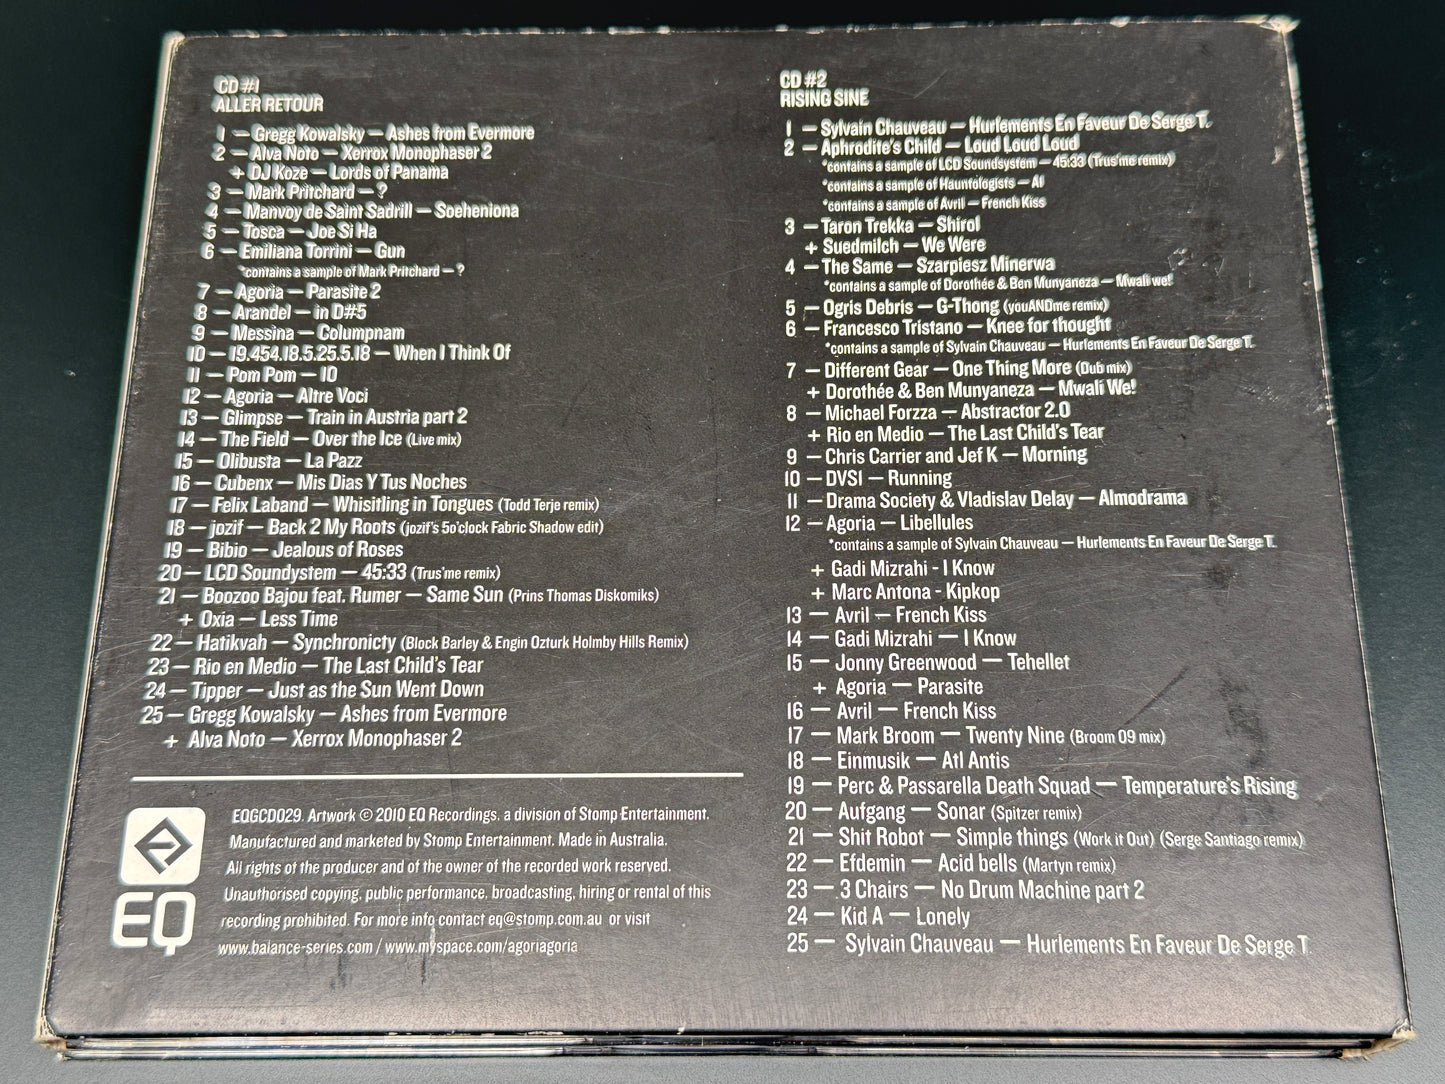 CD #1
ALLER RETOUR
1 — Gregg Kowalsky — Ashes from Evermore
2 — Alva Noto — Xerrox Monophaser 2
+ DJ Koze — Lords of Panama
3 — Mark Pritchard — ?
4 — Manvoy de Saint Sadrill — Soeheniona
5 — Tosca — Joe Si Ha
6 — Emiliana Torrini — Gun
*contains a sample of Mark Pritchard — ?
7 — Agoria — Parasite 2
8 — Arandel — in D#5
9 — Messina — Columpnam
10 — 19.454.18.5.25.5.18 — When I Think Of
11 — Pom Pom — 10
12 — Agoria — Altre Voci
13 — Glimpse — Train in Austria part 2
14 — The Field — Over the Ice (Live mix)
15 — Olibusta — La Pazz
16 — Cubenx — Mis Dias Y Tus Noches
17 — Felix Laband — Whisitling in Tongues (Todd Terje remix)
18 — jozif — Back 2 My Roots (jozif's 5o'clock Fabric Shadow edit)
19 — Bibio — Jealous of Roses
20 — LCD Soundystem — 45:33 (Trus'me remix)
21 — Boozoo Bajou feat. Rumer — Same Sun (Prins Thomas Diskomiks)
+ Oxia — Less Time
22 — Hatikvah — Synchronicty (Block Barley & Engin Ozturk Holmby Hills Remix)
23 — Rio en Medio — The Last Child's Tear
24 — Tipper — Just as the Sun Went Down
25 — Gregg Kowalsky — Ashes from Evermore
+ Alva Noto — Xerrox Monophaser 2
EQGCD029. Artwork © 2010 EQ Recordings. a division of Stomp Entertainment.
Manufactured and marketed by Stomp Entertainment. Made in Australia.
All rights of the producer and of the owner of the recorded work reserved.
Unauthorised copying, public performance, broadcasting, hiring or rental of this
recording prohibited. For more info contact eq@stomp.com.au or visit
www.balance-series.com / www.myspace.com/agoriagoria
EQ
CD #2
RISING SINE
1 — Sylvain Chauveau — Hurlements En Faveur De Serge T.
2 — Aphrodite's Child — Loud Loud Loud
*contains a sample of LCD Soundsystem — 45:33 (Trus'me remix)
*contains a sample of Hauntologists — A1
*contains a sample of Avril — French Kiss
3 — Taron Trekka — Shirol
+ Suedmilch — We Were
4 — The Same — Szarpiesz Minerwa
*contains a sample of Dorothée & Ben Munyaneza — Mwali we!
5 — Ogris Debris — G-Thong (youANDme remix)
6 — Francesco Tristano — Knee for thought
*contains a sample of Sylvain Chauveau — Hurlements En Faveur De Serge T.
7 — Different Gear — One Thing More (Dub mix)
+ Dorothée & Ben Munyaneza — Mwali We!
8 — Michael Forzza — Abstractor 2.0
+ Rio en Medio — The Last Child's Tear
9 — Chris Carrier and Jef K — Morning
10 — DVS1 — Running
11 — Drama Society & Vladislav Delay — Almodrama
12 — Agoria — Libellules
*contains a sample of Sylvain Chauveau — Hurlements En Faveur De Serge T.
+ Gadi Mizrahi - I Know
+ Marc Antona - Kipkop
13 — Avril — French Kiss
14 — Gadi Mizrahi — I Know
15 — Jonny Greenwood — Tehellet
+ Agoria — Parasite
16 — Avril — French Kiss
17 — Mark Broom — Twenty Nine (Broom 09 mix)
18 — Einmusik — Atl Antis
19 — Perc & Passarella Death Squad — Temperature's Rising
20 — Aufgang — Sonar (Spitzer remix)
21 — Shit Robot — Simple things (Work it Out) (Serge Santiago remix)
22 — Efdemin — Acid bells (Martyn remix)
23 — 3 Chairs — No Drum Machine part 2
24 — Kid A — Lonely
25 — Sylvain Chauveau — Hurlements En Faveur De Serge T.